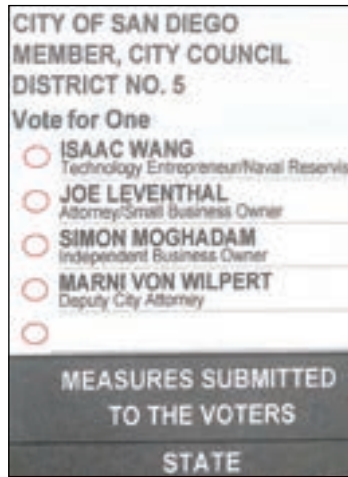 CITY OF SAN DIEGO
MEMBER, CITY COUNCIL
DISTRICT NO. 5
Vote for One
ISAAC WANG
Technology Entrepreneur/Naval Reservis
JOE LEVENTHAL
Attorney/Small Business Owner
SIMON MOGHADAM
Independent Business Owner
MARNI VON WILPERT
Deputy City Attorney
MEASURES SUBMITTED
TO THE VOTERS
STATE